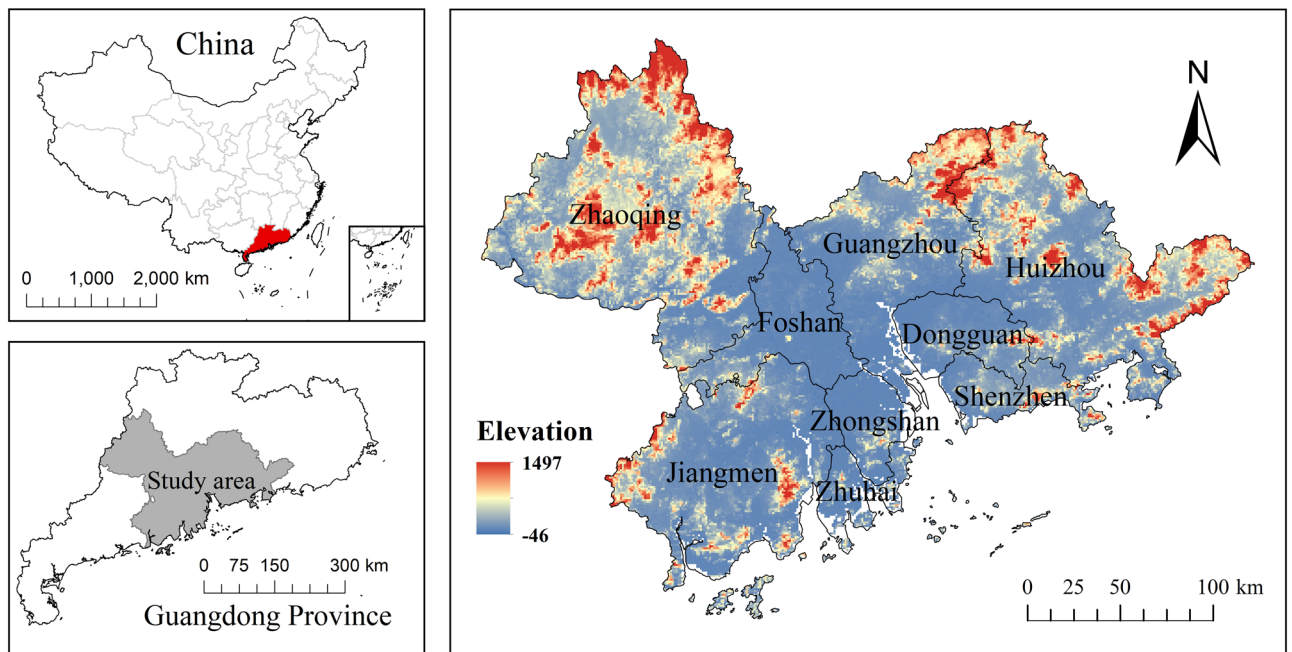 China
0 1,000 2,000 km
Study area
0 75 150 300 km
Guangdong Province
N
Zhaoqing
Guangzhou
Huizhou
Foshan
Dongguan
Shenzhen
Zhongshan
Jiangmen
Zhuhai
Elevation
1497
-46
0 25 50 100 km